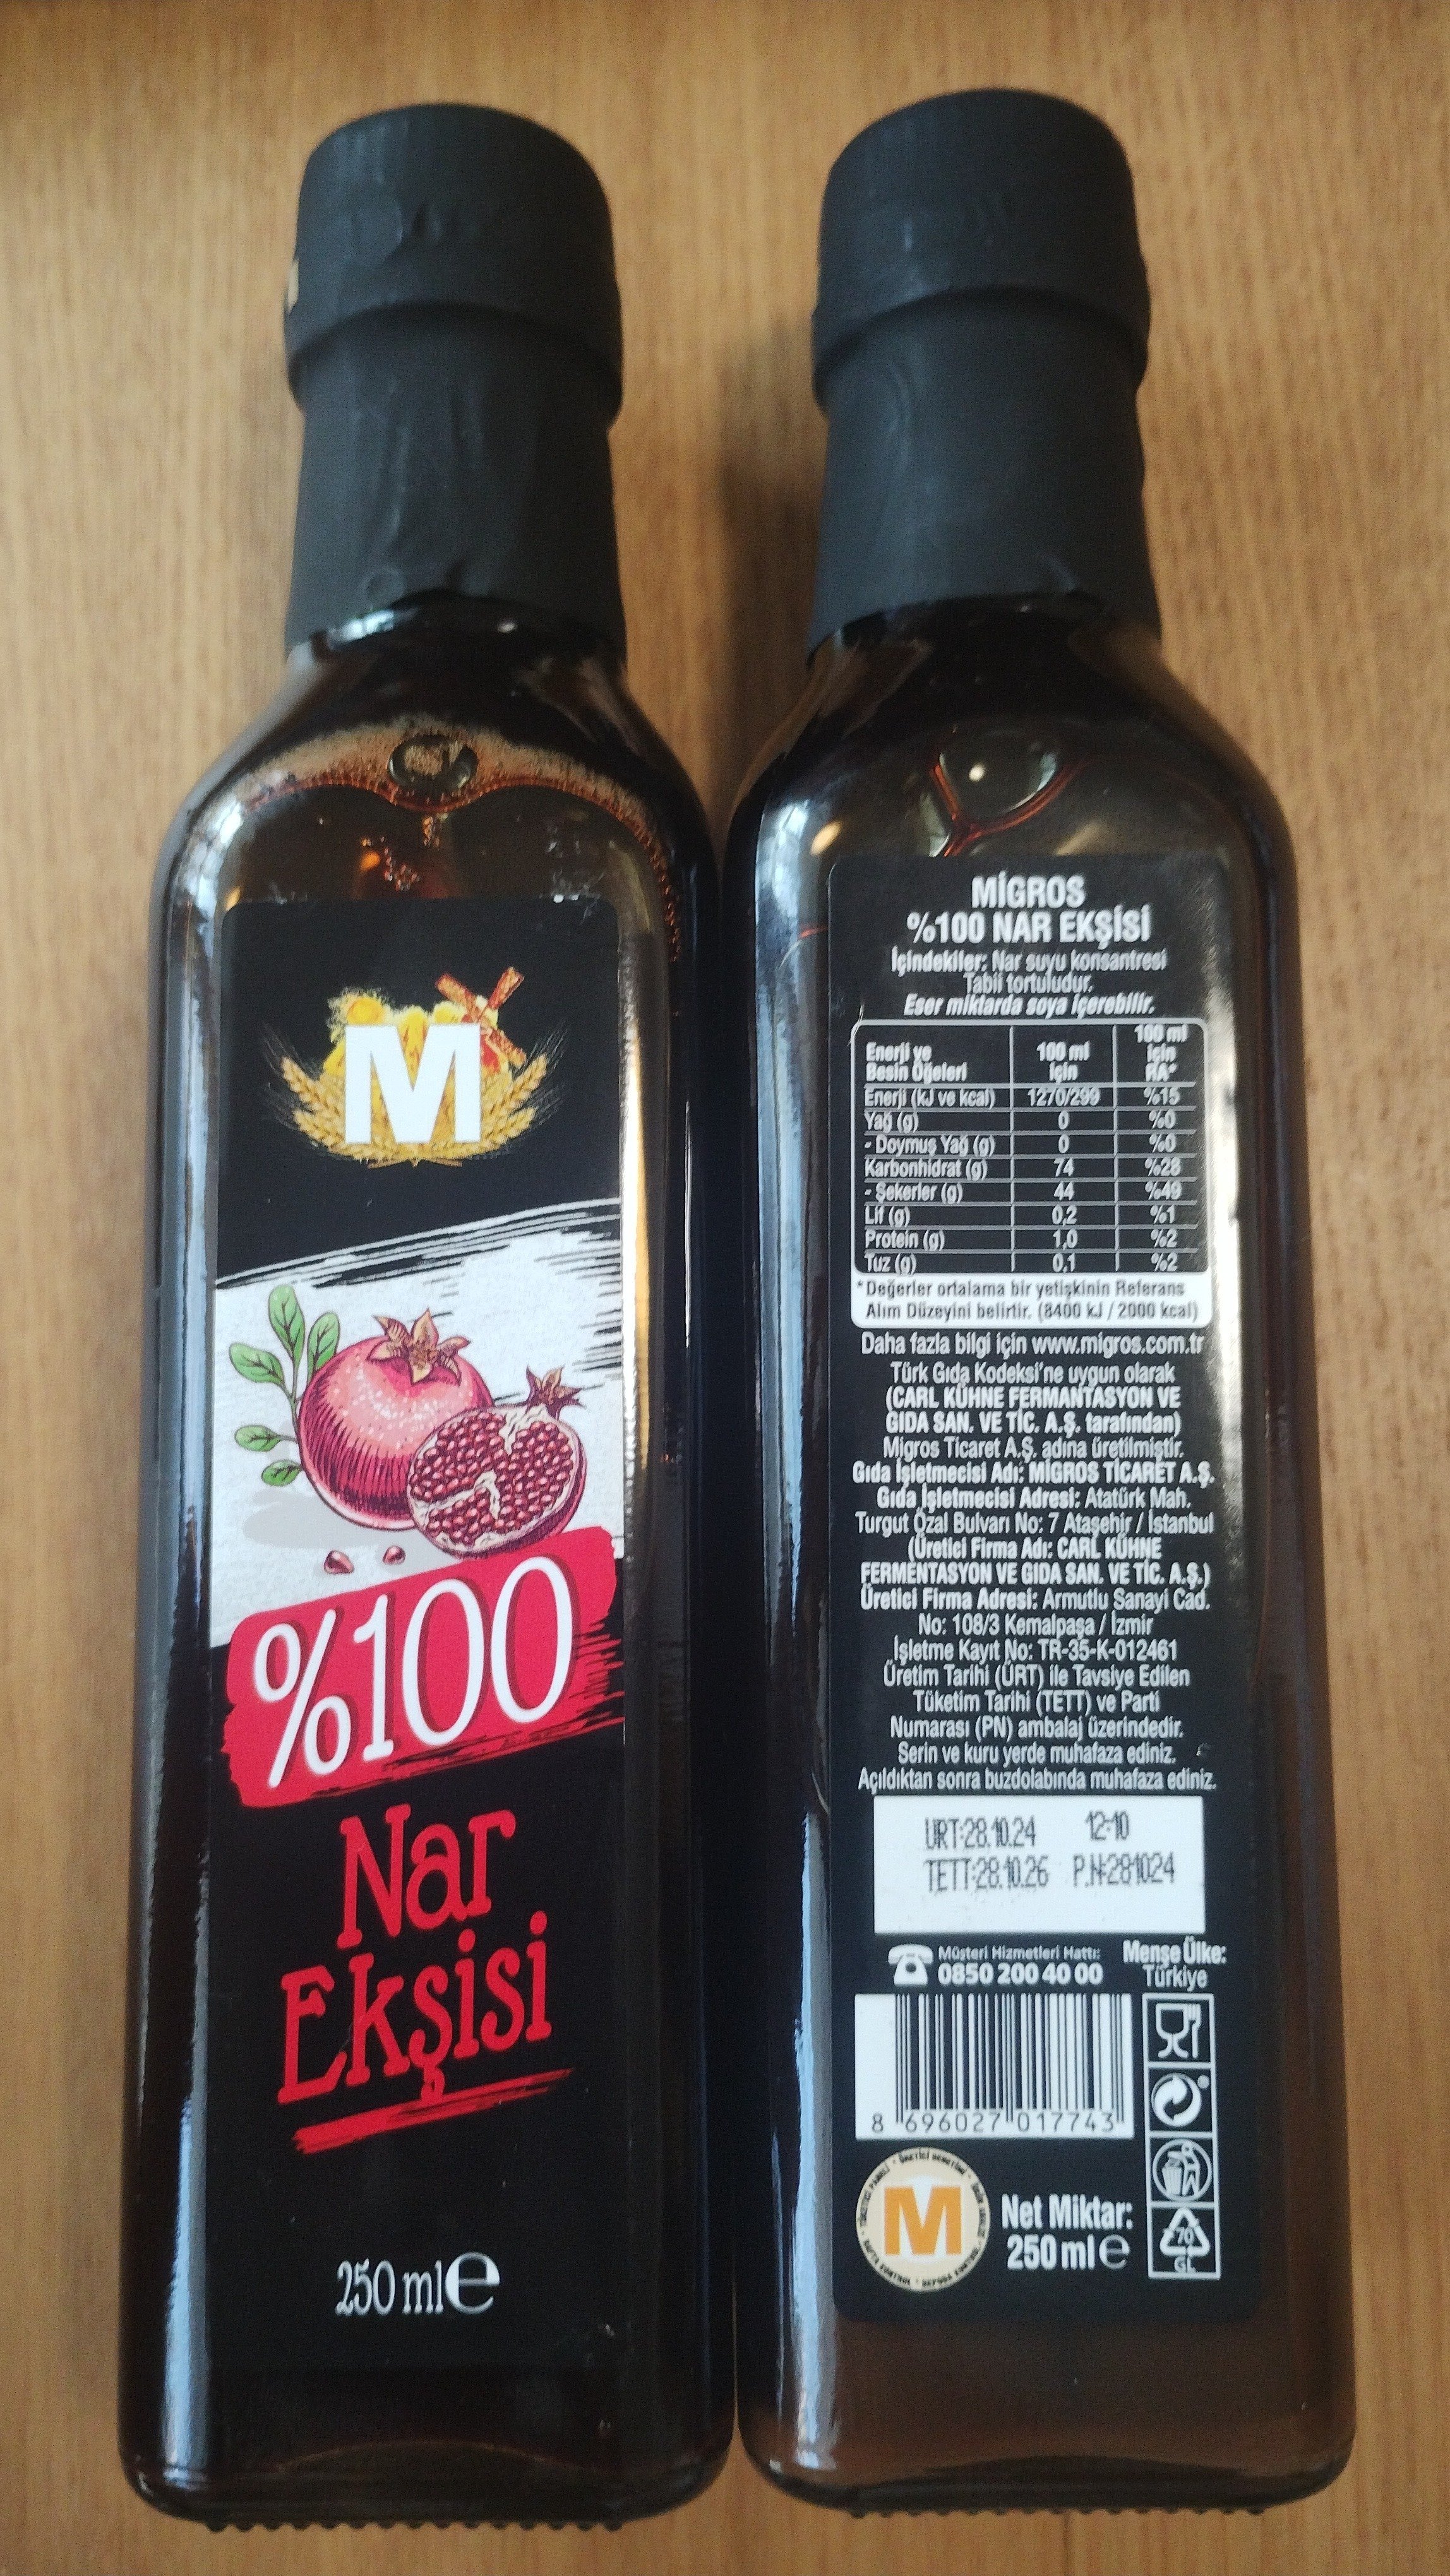 M
%100
Nar
Ekşisi
250 ml e
MİGROS
%100 NAR EKŞİSİ
İçindekiler: Nar suyu konsantresi
Tabii tortuludur.
Eser miktarda soya içerebilir.
Enerji ve Besin Öğeleri 100 ml için 100 ml için RA*
Enerji (kJ ve kcal) 1270/299 %15
Yağ (g) 0 %0
- Doymuş Yağ (g) 0 %0
Karbonhidrat (g) 74 %28
- Şekerler (g) 44 %49
Lif (g) 0,2 %1
Protein (g) 1,0 %2
Tuz (g) 0,1 %2
*Değerler ortalama bir yetişkinin Referans
Alım Düzeyini belirtir. (8400 kJ / 2000 kcal)
Daha fazla bilgi için www.migros.com.tr
Türk Gıda Kodeksi'ne uygun olarak
(CARL KÜHNE FERMANTASYON VE
GIDA SAN. VE TİC. A.Ş. tarafından)
Migros Ticaret A.Ş. adına üretilmiştir.
Gıda İşletmecisi Adı: MİGROS TİCARET A.Ş.
Gıda İşletmecisi Adresi: Atatürk Mah.
Turgut Özal Bulvarı No: 7 Ataşehir / İstanbul
(Üretici Firma Adı: CARL KÜHNE
FERMENTASYON VE GIDA SAN. VE TİC. A.Ş.)
Üretici Firma Adresi: Armutlu Sanayi Cad.
No: 108/3 Kemalpaşa / İzmir
İşletme Kayıt No: TR-35-K-012461
Üretim Tarihi (ÜRT) ile Tavsiye Edilen
Tüketim Tarihi (TETT) ve Parti
Numarası (PN) ambalaj üzerindedir.
Serin ve kuru yerde muhafaza ediniz.
Açıldıktan sonra buzdolabında muhafaza ediniz.
URT:28.10.24 12:10
TETT:28.10.26 P.N:281024
Müşteri Hizmetleri Hattı:
0850 200 40 00
Menşe Ülke:
Türkiye
8 696027 017743
M
Net Miktar:
250 ml e
70
GL